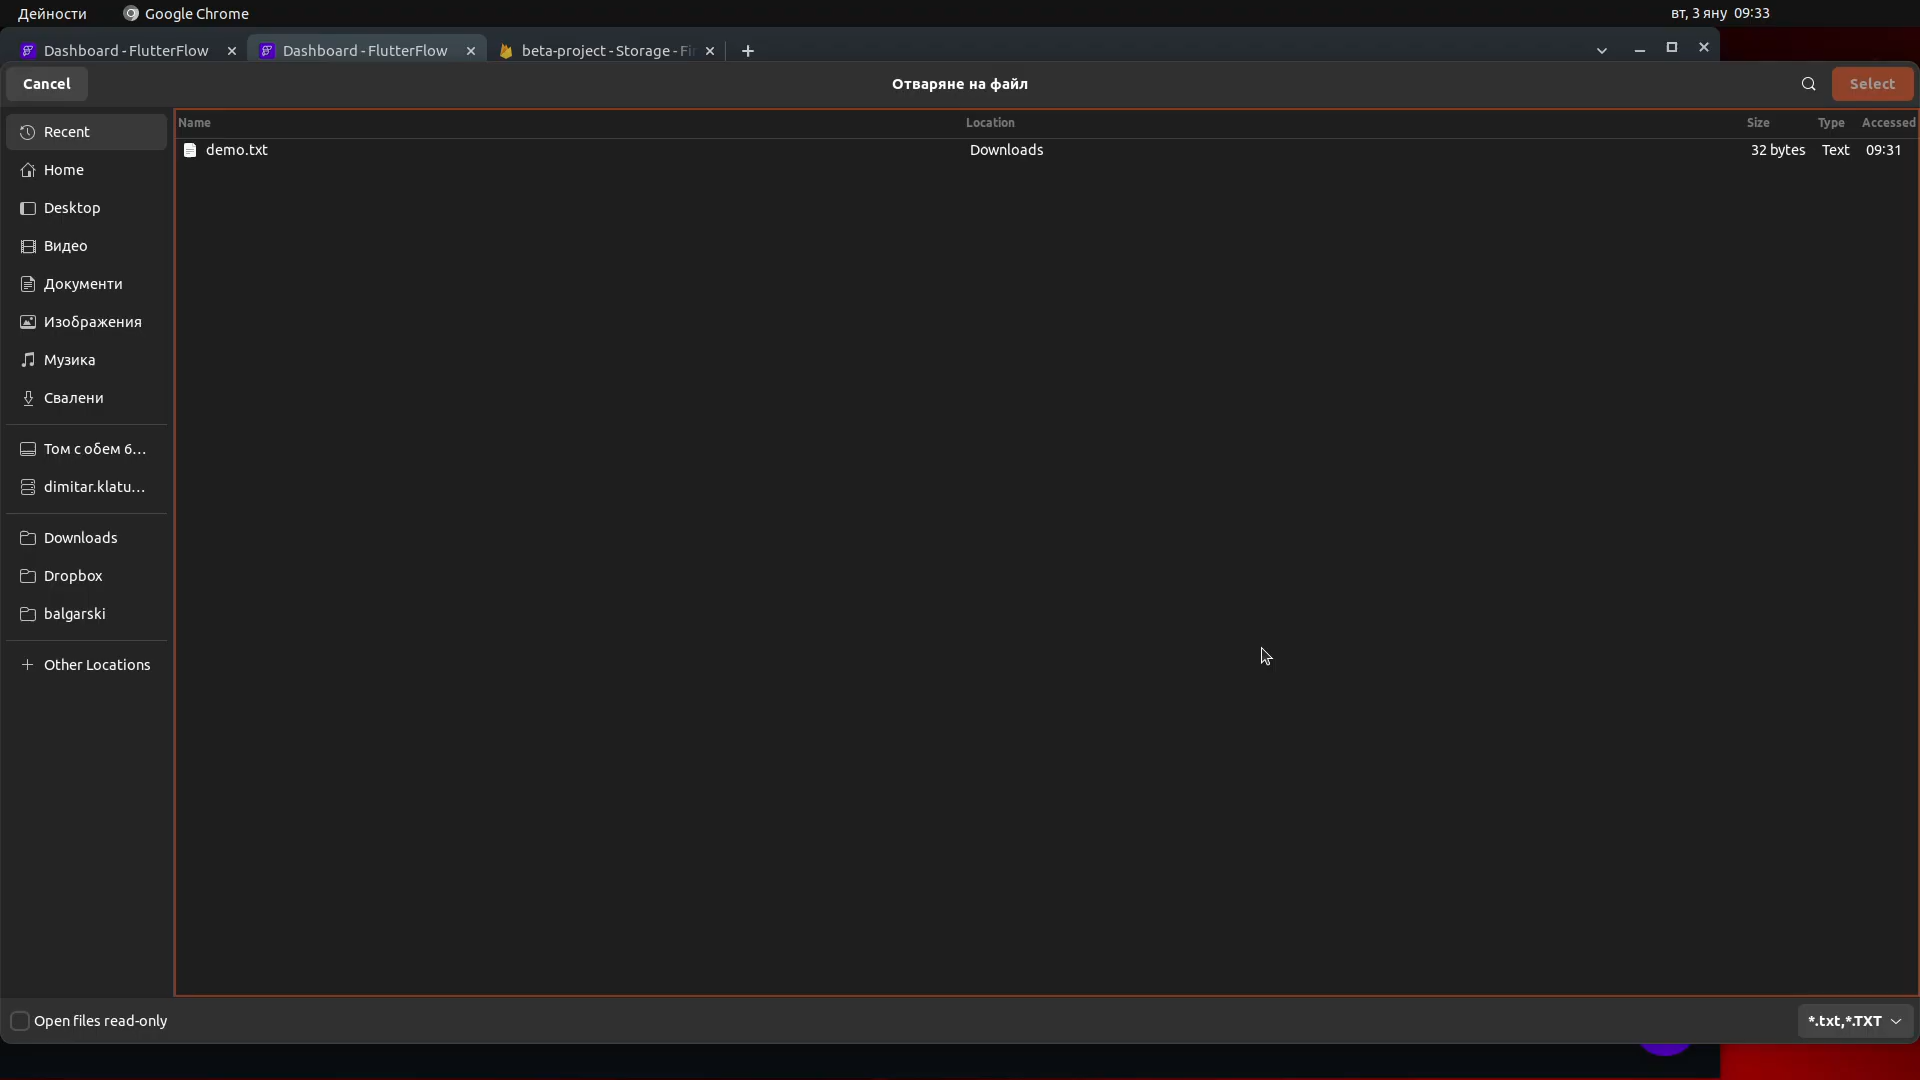 Дейности Google Chrome вт, 3 яну 09:33
Dashboard - FlutterFlow Dashboard - FlutterFlow beta-project - Storage - Fi
Cancel Отваряне на файл Select
Recent
Home
Desktop
Видео
Документи
Изображения
Музика
Свалени
Том с обем 6...
dimitar.klatu...
Downloads
Dropbox
balgarski
Other Locations
Name Location Size Type Accessed
demo.txt Downloads 32 bytes Text 09:31
Open files read-only *.txt,*.TXT